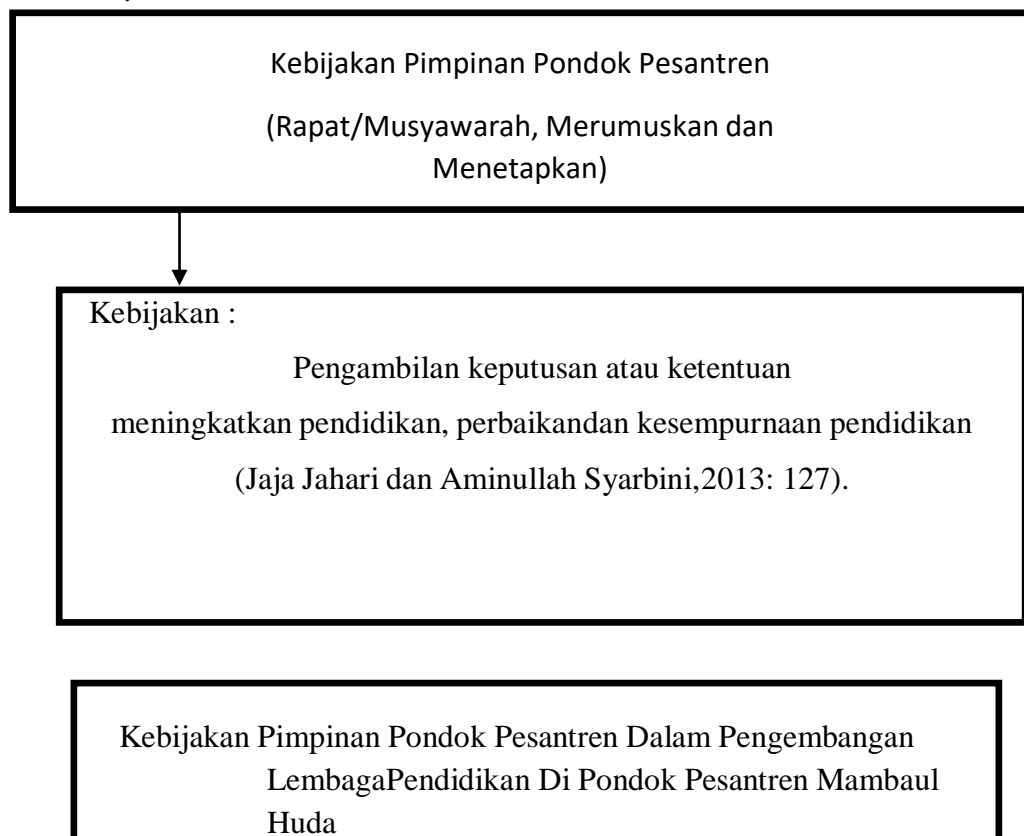 Kebijakan Pimpinan Pondok Pesantren
(Rapat/Musyawarah, Merumuskan dan
Menetapkan)
Kebijakan :
Pengambilan keputusan atau ketentuan
meningkatkan pendidikan, perbaikandan kesempurnaan pendidikan
(Jaja Jahari dan Aminullah Syarbini,2013: 127).
Kebijakan Pimpinan Pondok Pesantren Dalam Pengembangan
LembagaPendidikan Di Pondok Pesantren Mambaul
Huda